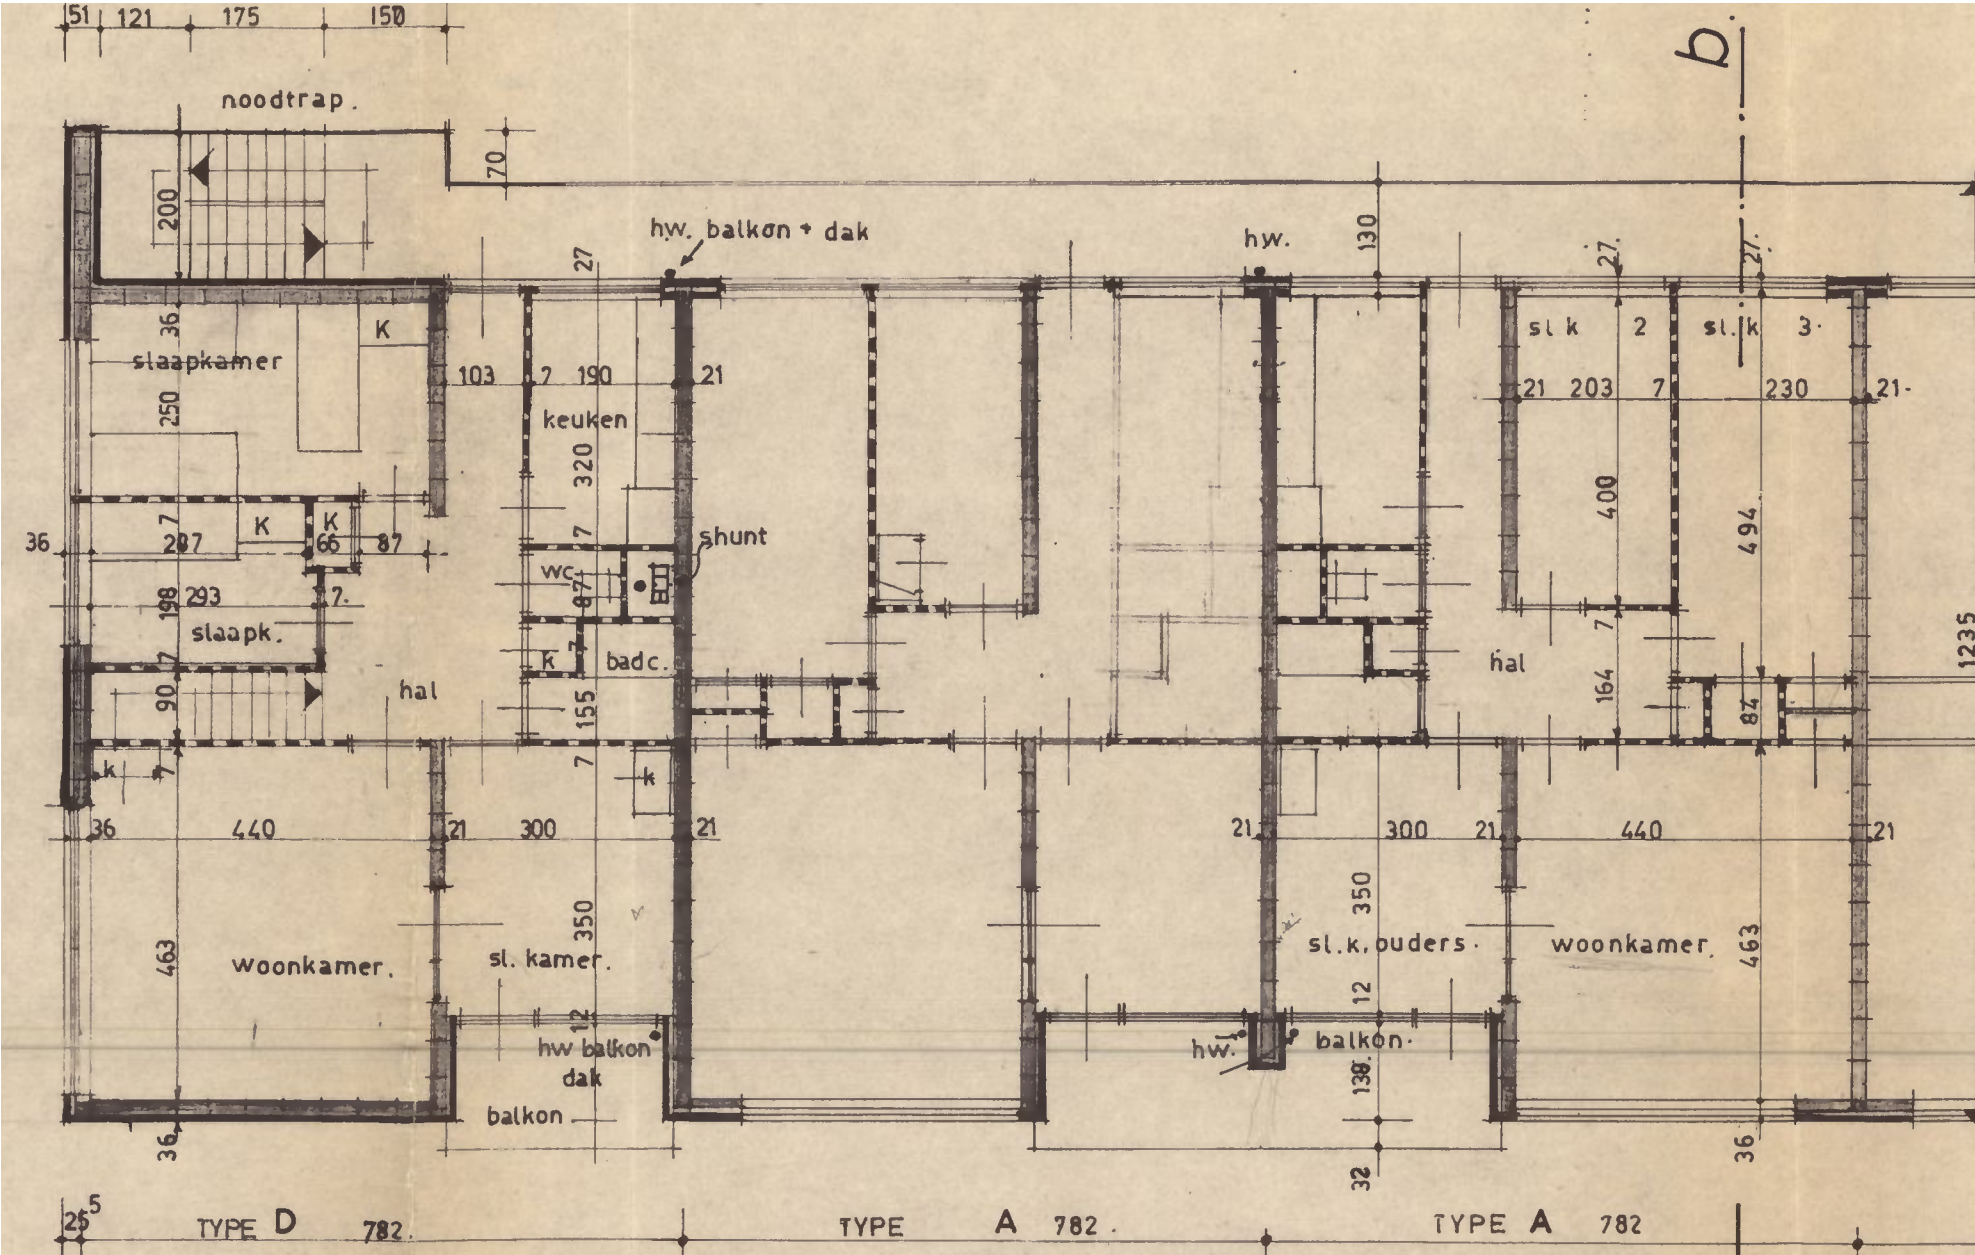 51 121 175 150
b.
noodtrap.
70
200
hw. balkon + dak
hw.
130
27
27.
27.
36
K
slaapkamer
sl k 2
sl. k 3.
250
103 7 190 21
21 203 7 230 21.
keuken
320
400
494
7
K
K
7
shunt
36
287 66 87
wc
87
198
293 7.
slaapk.
7
7
k
badc.
hal
hal
7
1235
90
155
164
84
k
7
7
k
36 440 21 300 21
21 300 21 440 21
463
350
350
463
woonkamer.
sl. kamer.
sl.k. ouders.
woonkamer.
12
12
hw balkon
dak
hw.
balkon.
138.
balkon
36
32
36
25 5
TYPE D 782.
TYPE A 782.
TYPE A 782